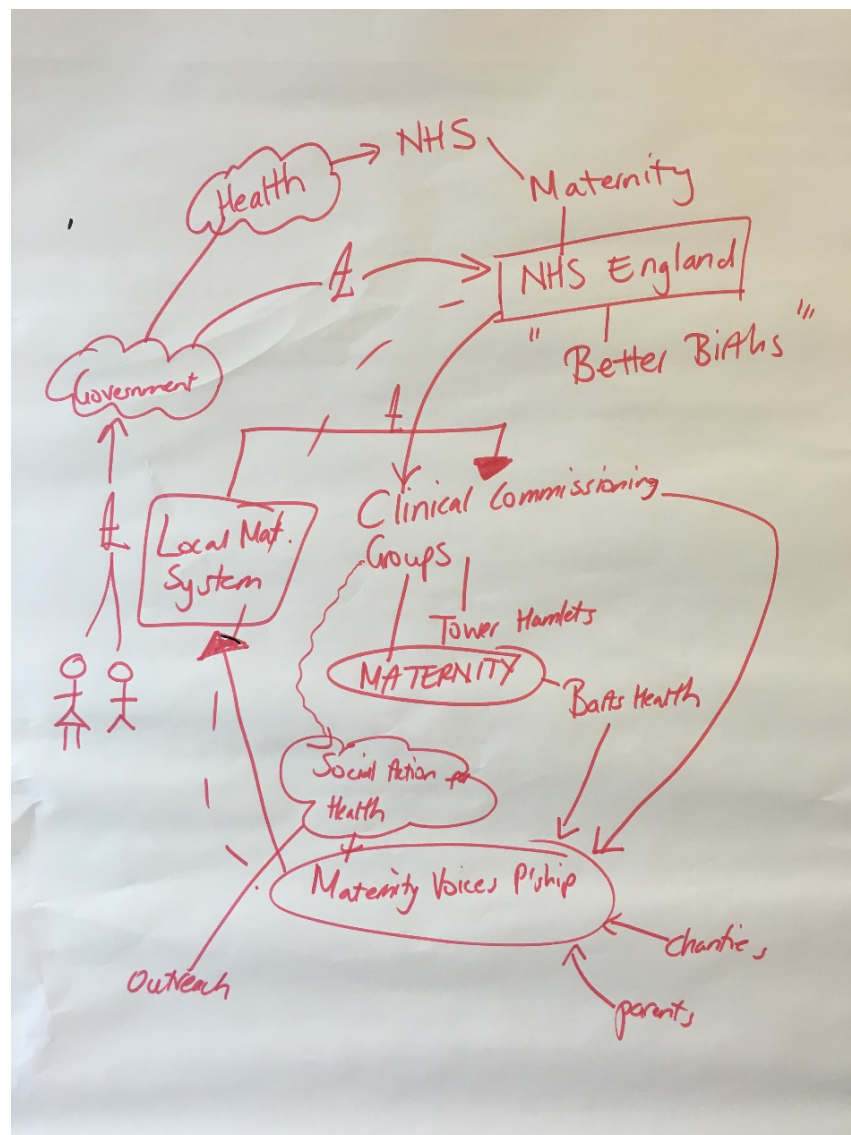 NHS
Health
Maternity
£
NHS England
"Better Births"
Government
£
£
Clinical Commissioning
Groups
Local Mat.
System
Tower Hamlets
MATERNITY
Barts Health
Social Action for
Health
Maternity Voices P'ship
Charities
Outreach
parents